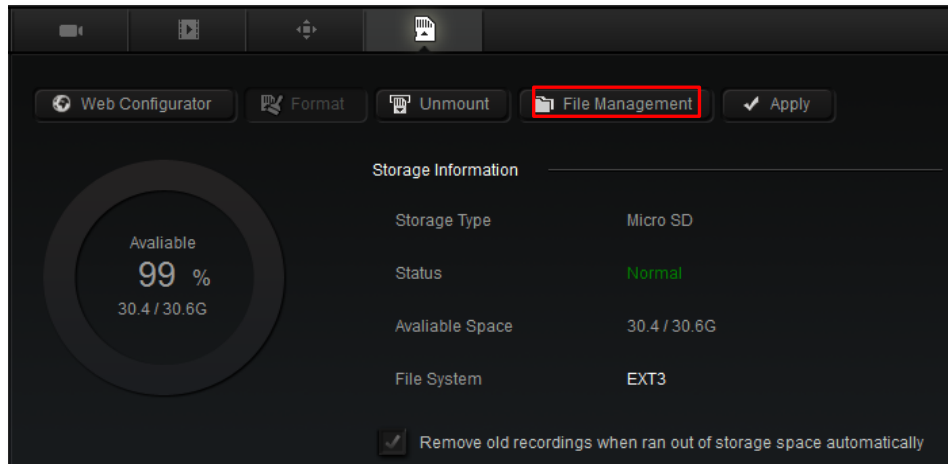 Web Configurator Format Unmount File Management Apply
Storage Information
Avaliable
99 %
30.4 / 30.6G
Storage Type Micro SD
Status Normal
Avaliable Space 30.4 / 30.6G
File System EXT3
Remove old recordings when ran out of storage space automatically